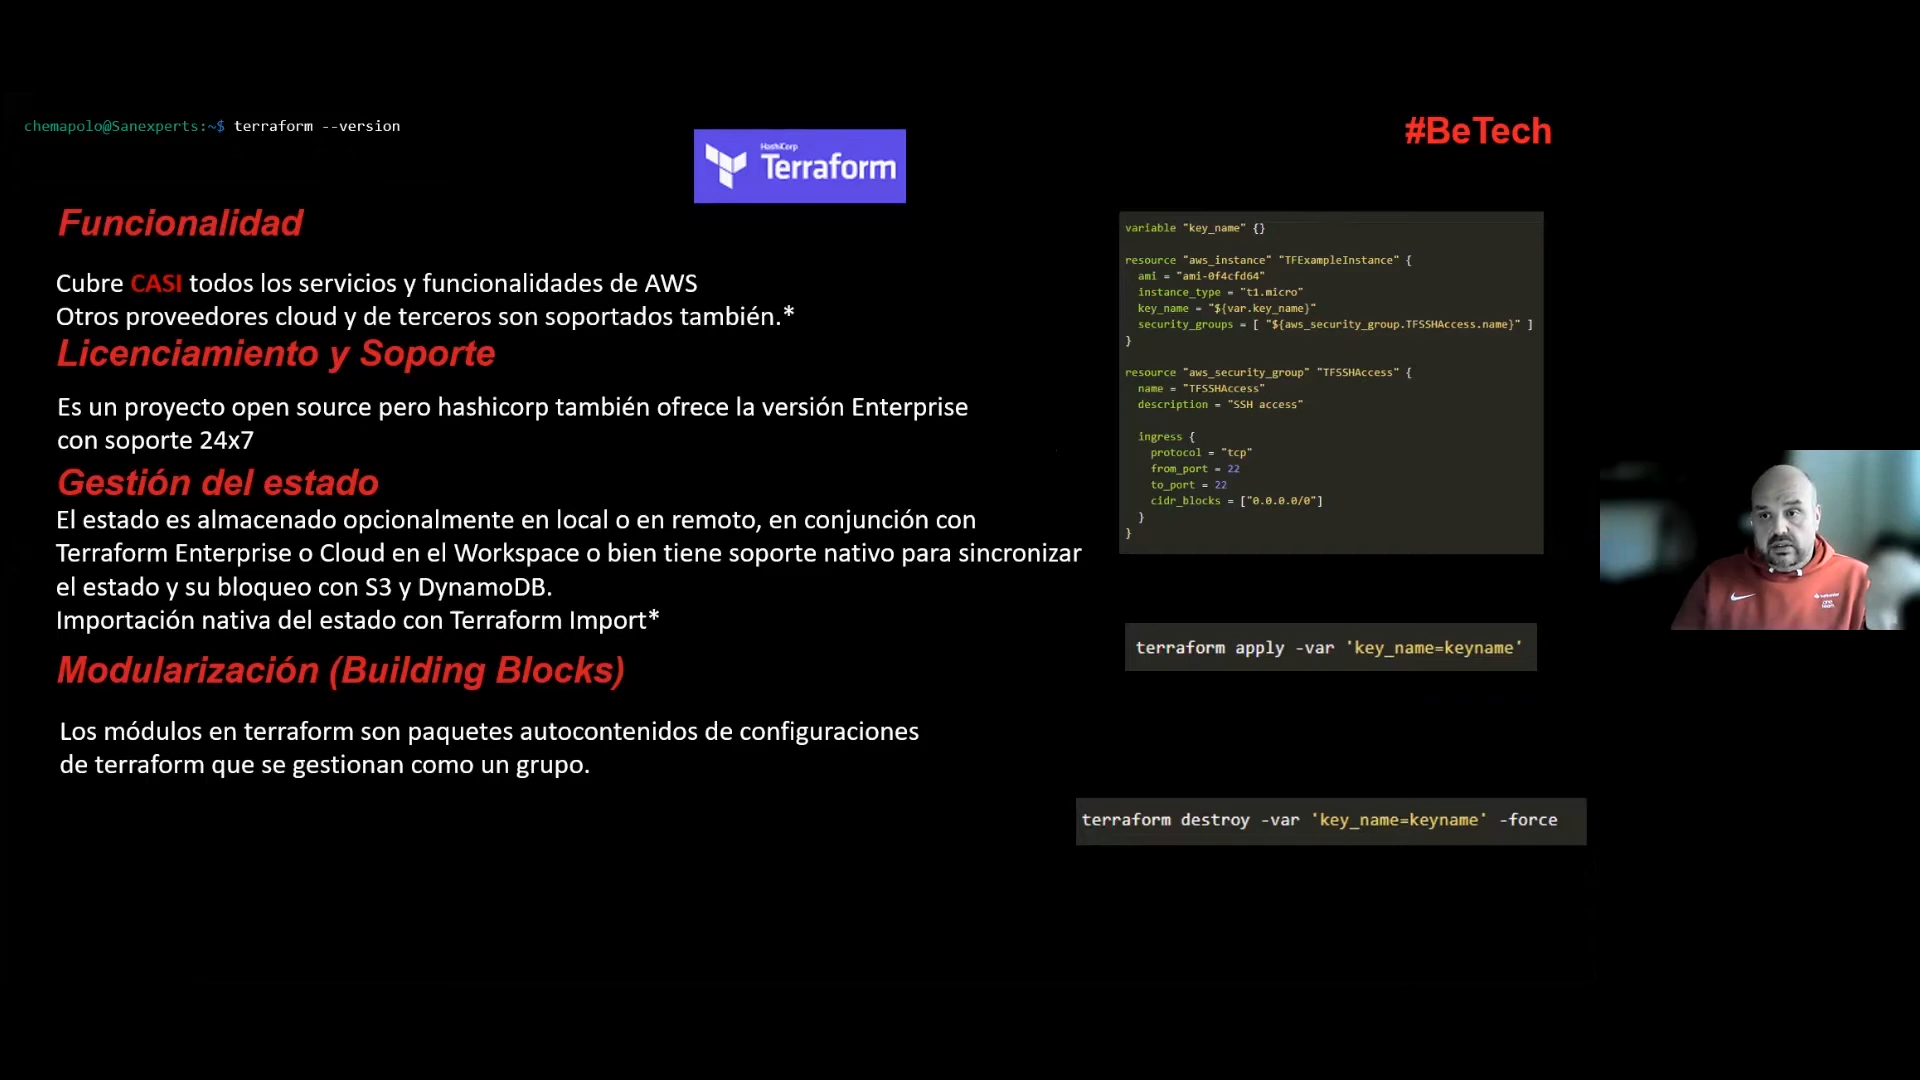 chemapolo@Sanexperts:~$ terraform --version
HashiCorp
Terraform
#BeTech
Funcionalidad
Cubre CASI todos los servicios y funcionalidades de AWS
Otros proveedores cloud y de terceros son soportados también.*
Licenciamiento y Soporte
Es un proyecto open source pero hashicorp también ofrece la versión Enterprise
con soporte 24x7
Gestión del estado
El estado es almacenado opcionalmente en local o en remoto, en conjunción con
Terraform Enterprise o Cloud en el Workspace o bien tiene soporte nativo para sincronizar
el estado y su bloqueo con S3 y DynamoDB.
Importación nativa del estado con Terraform Import*
Modularización (Building Blocks)
Los módulos en terraform son paquetes autocontenidos de configuraciones
de terraform que se gestionan como un grupo.
variable "key_name" {}
resource "aws_instance" "TFExampleInstance" {
ami = "ami-0f4cfd64"
instance_type = "t1.micro"
key_name = "${var.key_name}"
security_groups = [ "${aws_security_group.TFSSHAccess.name}" ]
}
resource "aws_security_group" "TFSSHAccess" {
name = "TFSSHAccess"
description = "SSH access"
ingress {
protocol = "tcp"
from_port = 22
to_port = 22
cidr_blocks = ["0.0.0.0/0"]
}
}
terraform apply -var 'key_name=keyname'
terraform destroy -var 'key_name=keyname' -force